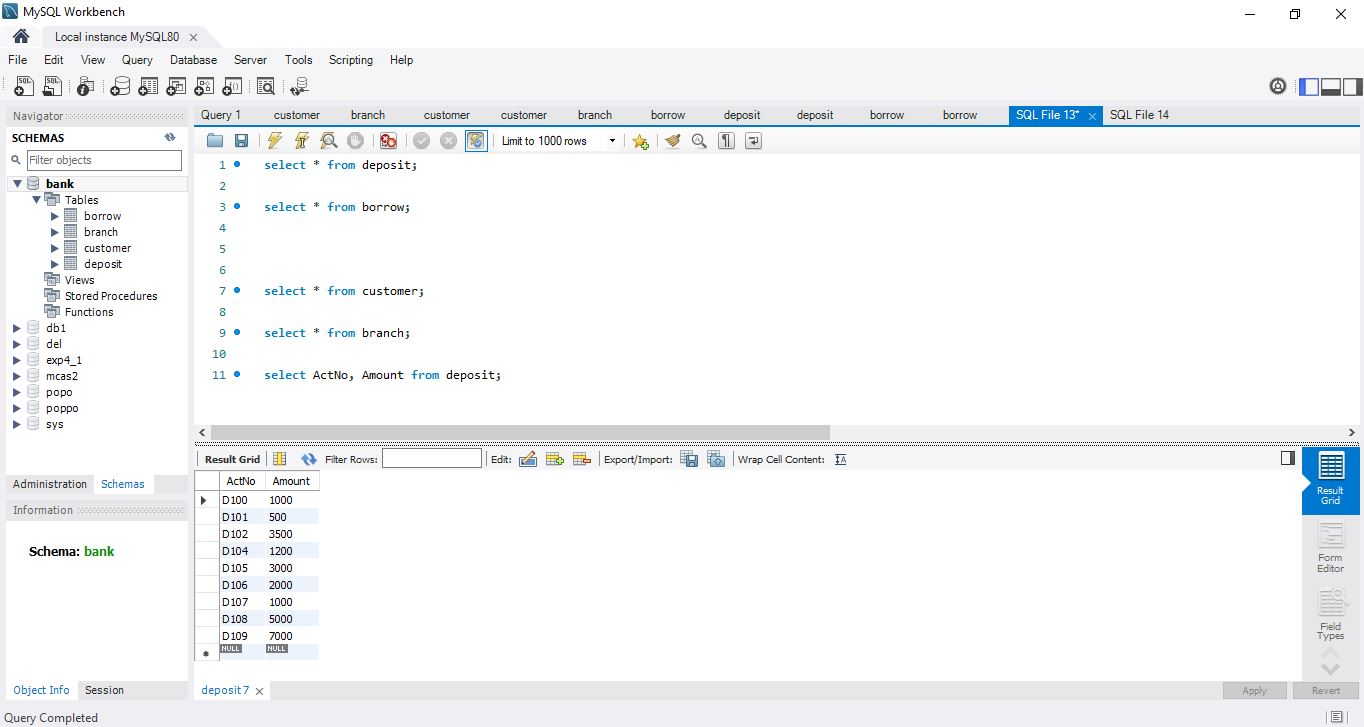 MySQL Workbench
Local instance MySQL80
File Edit View Query Database Server Tools Scripting Help
Navigator
SCHEMAS
Filter objects
bank
Tables
borrow
branch
customer
deposit
Views
Stored Procedures
Functions
db1
del
exp4_1
mcas2
popo
poppo
sys
Administration Schemas
Information
Schema: bank
Object Info Session
Query 1 customer branch customer customer branch borrow deposit deposit borrow borrow SQL File 13* SQL File 14
Limit to 1000 rows
1 select * from deposit;
2
3 select * from borrow;
4
5
6
7 select * from customer;
8
9 select * from branch;
10
11 select ActNo, Amount from deposit;
Result Grid Filter Rows: Edit: Export/Import: Wrap Cell Content: IA
ActNo Amount
D100 1000
D101 500
D102 3500
D104 1200
D105 3000
D106 2000
D107 1000
D108 5000
D109 7000
NULL NULL
Result
Grid
Form
Editor
Field
Types
deposit 7
Apply Revert
Query Completed